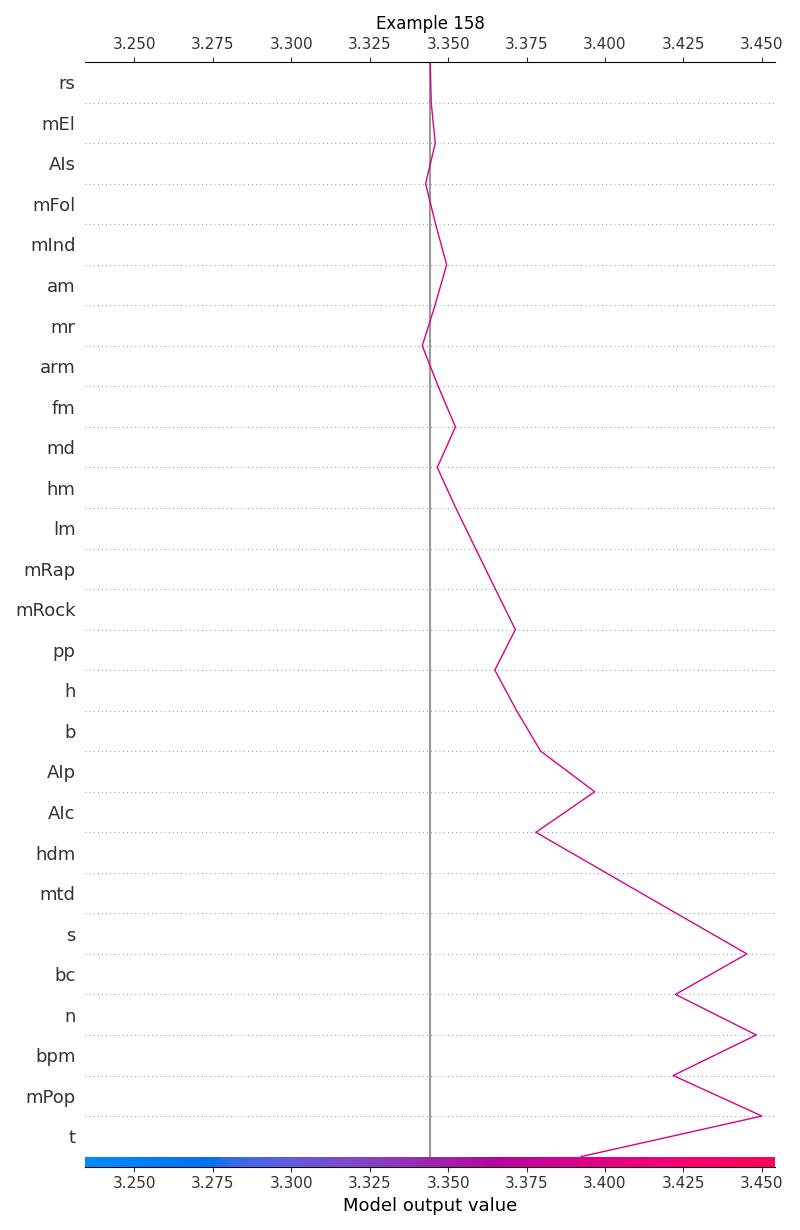 Example 158
3.250 3.275 3.300 3.325 3.350 3.375 3.400 3.425 3.450
rs
mEl
AIs
mFol
mInd
am
mr
arm
fm
md
hm
lm
mRap
mRock
pp
h
b
AIp
AIc
hdm
mtd
s
bc
n
bpm
mPop
t
3.250 3.275 3.300 3.325 3.350 3.375 3.400 3.425 3.450
Model output value